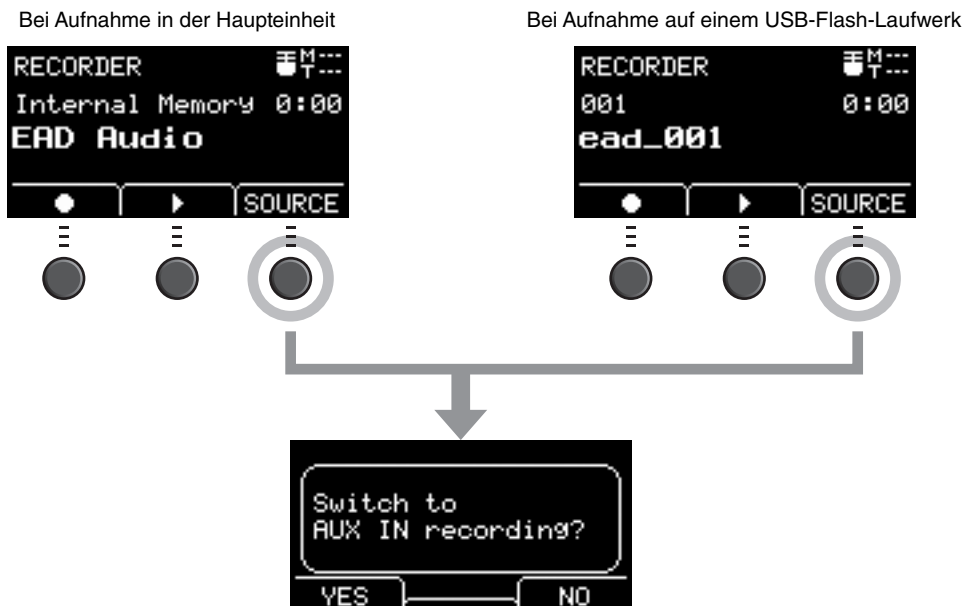 Bei Aufnahme in der Haupteinheit
RECORDER M---
T---
Internal Memory 0:00
EAD Audio
SOURCE
Bei Aufnahme auf einem USB-Flash-Laufwerk
RECORDER M---
T---
001 0:00
ead_001
SOURCE
Switch to
AUX IN recording?
YES NO